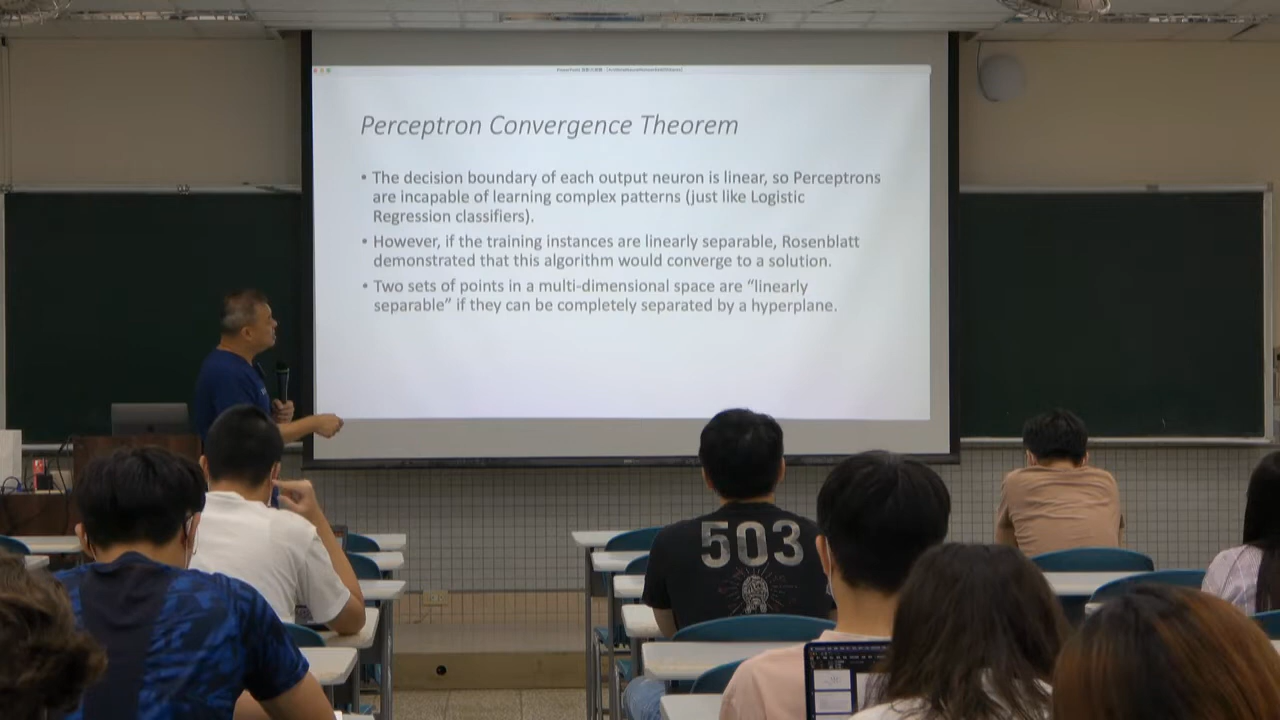 Perceptron Convergence Theorem
• The decision boundary of each output neuron is linear, so Perceptrons
are incapable of learning complex patterns (just like Logistic
Regression classifiers).
• However, if the training instances are linearly separable, Rosenblatt
demonstrated that this algorithm would converge to a solution.
• Two sets of points in a multi-dimensional space are “linearly
separable” if they can be completely separated by a hyperplane.
503